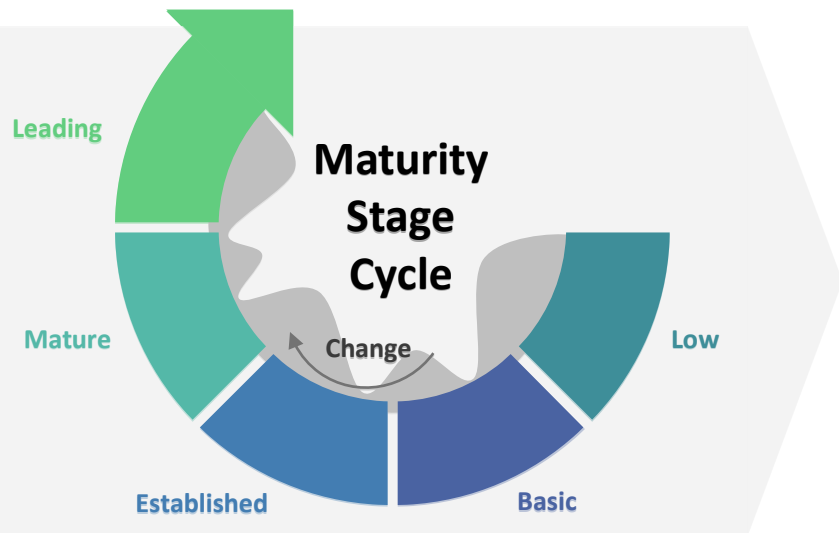 Leading
Maturity
Stage
Cycle
Mature
Change
Low
Established
Basic